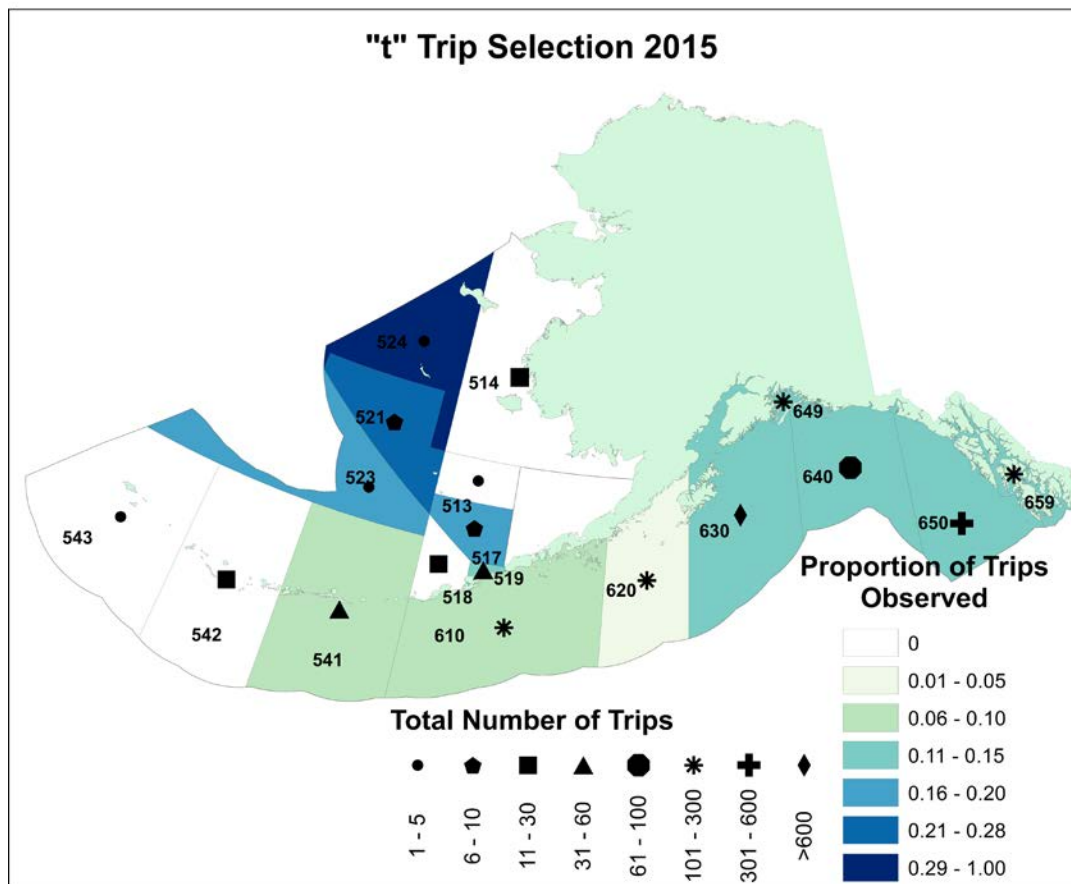 "t" Trip Selection 2015
524
514
521
649
523
513
640
659
543
630
650
517
519
518
620
542
610
541
Proportion of Trips
Observed
0
0.01 - 0.05
0.06 - 0.10
0.11 - 0.15
0.16 - 0.20
0.21 - 0.28
0.29 - 1.00
Total Number of Trips
1 - 5
6 - 10
11 - 30
31 - 60
61 - 100
101 - 300
301 - 600
>600